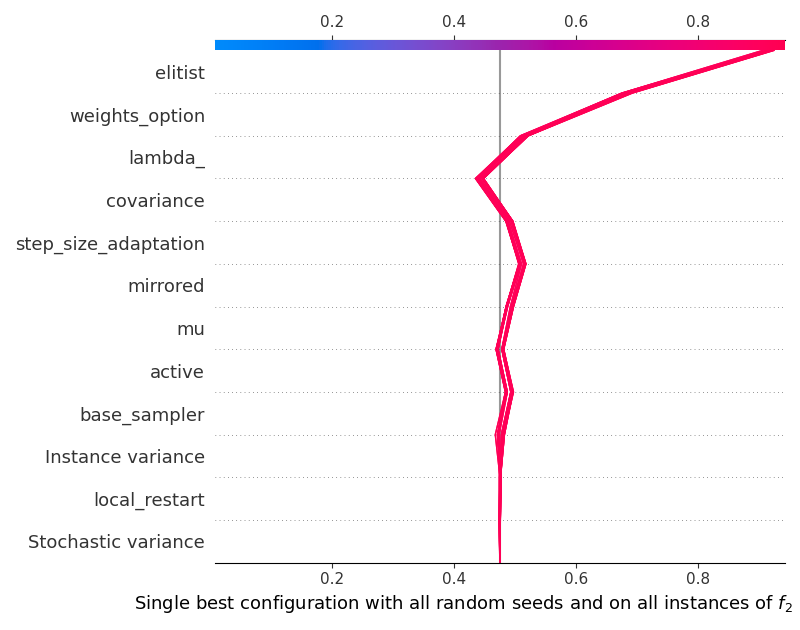 0.2 0.4 0.6 0.8
elitist
weights_option
lambda_
covariance
step_size_adaptation
mirrored
mu
active
base_sampler
Instance variance
local_restart
Stochastic variance
0.2 0.4 0.6 0.8
Single best configuration with all random seeds and on all instances of f_2